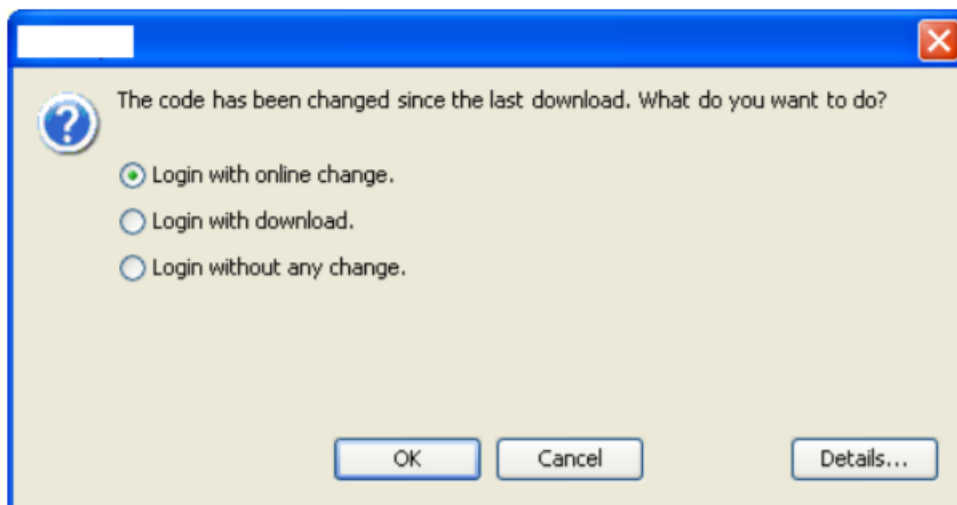 The code has been changed since the last download. What do you want to do?
Login with online change.
Login with download.
Login without any change.
OK Cancel Details...